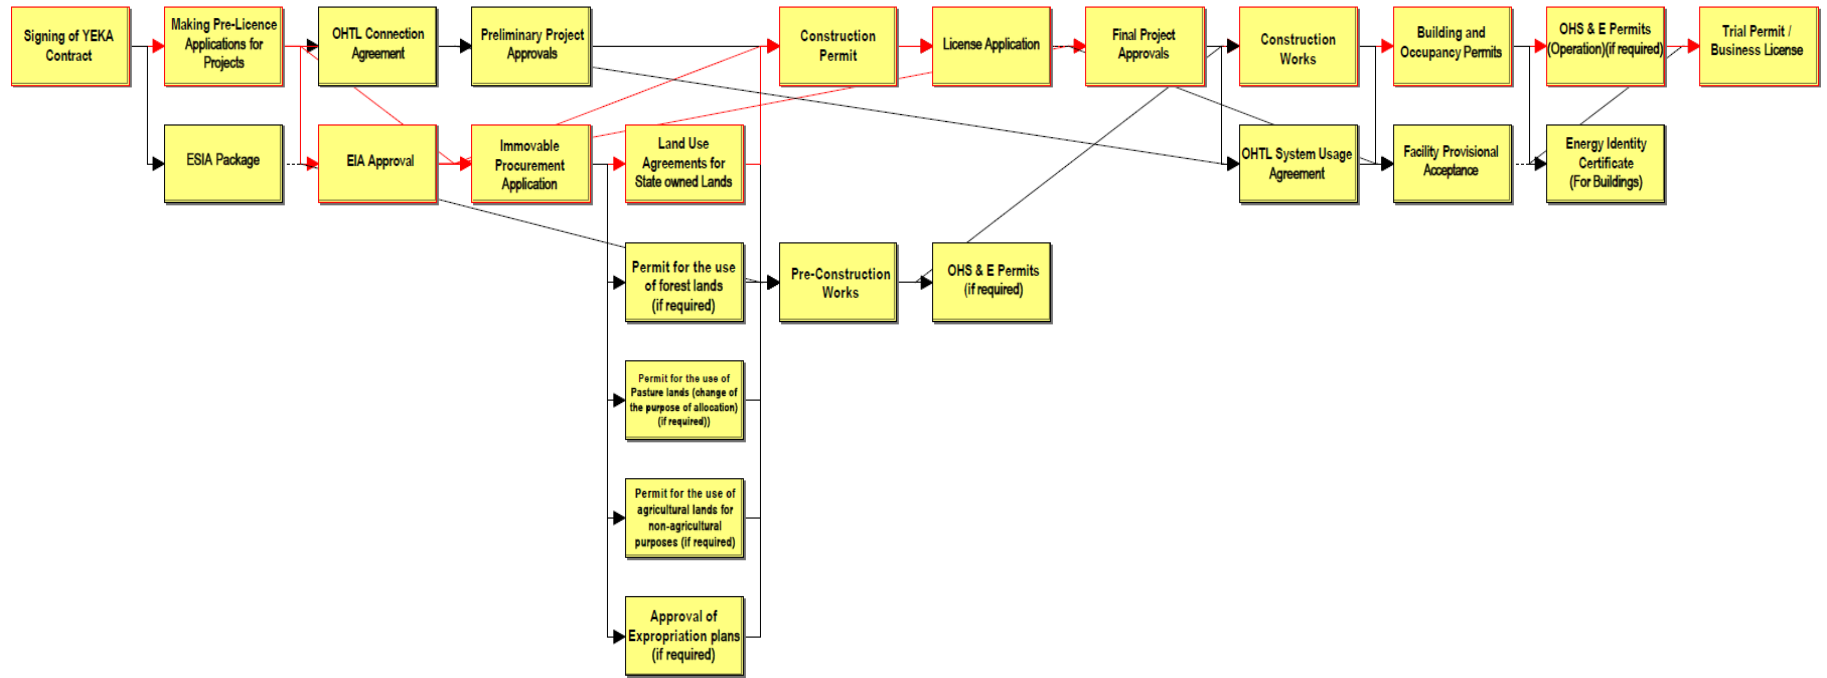 Signing of YEKA
Contract
Making Pre-Licence
Applications for
Projects
OHTL Connection
Agreement
Preliminary Project
Approvals
Construction
Permit
License Application
Final Project
Approvals
Construction
Works
Building and
Occupancy Permits
OHS & E Permits
(Operation)(if required)
Trial Permit /
Business License
ESIA Package
EIA Approval
Immovable
Procurement
Application
Land Use
Agreements for
State owned Lands
OHTL System Usage
Agreement
Facility Provisional
Acceptance
Energy Identity
Certificate
(For Buildings)
Permit for the use
of forest lands
(if required)
Pre-Construction
Works
OHS & E Permits
(if required)
Permit for the use of
Pasture lands (change of
the purpose of allocation)
(if required))
Permit for the use of
agricultural lands for
non-agricultural
purposes (if required)
Approval of
Expropriation plans
(if required)